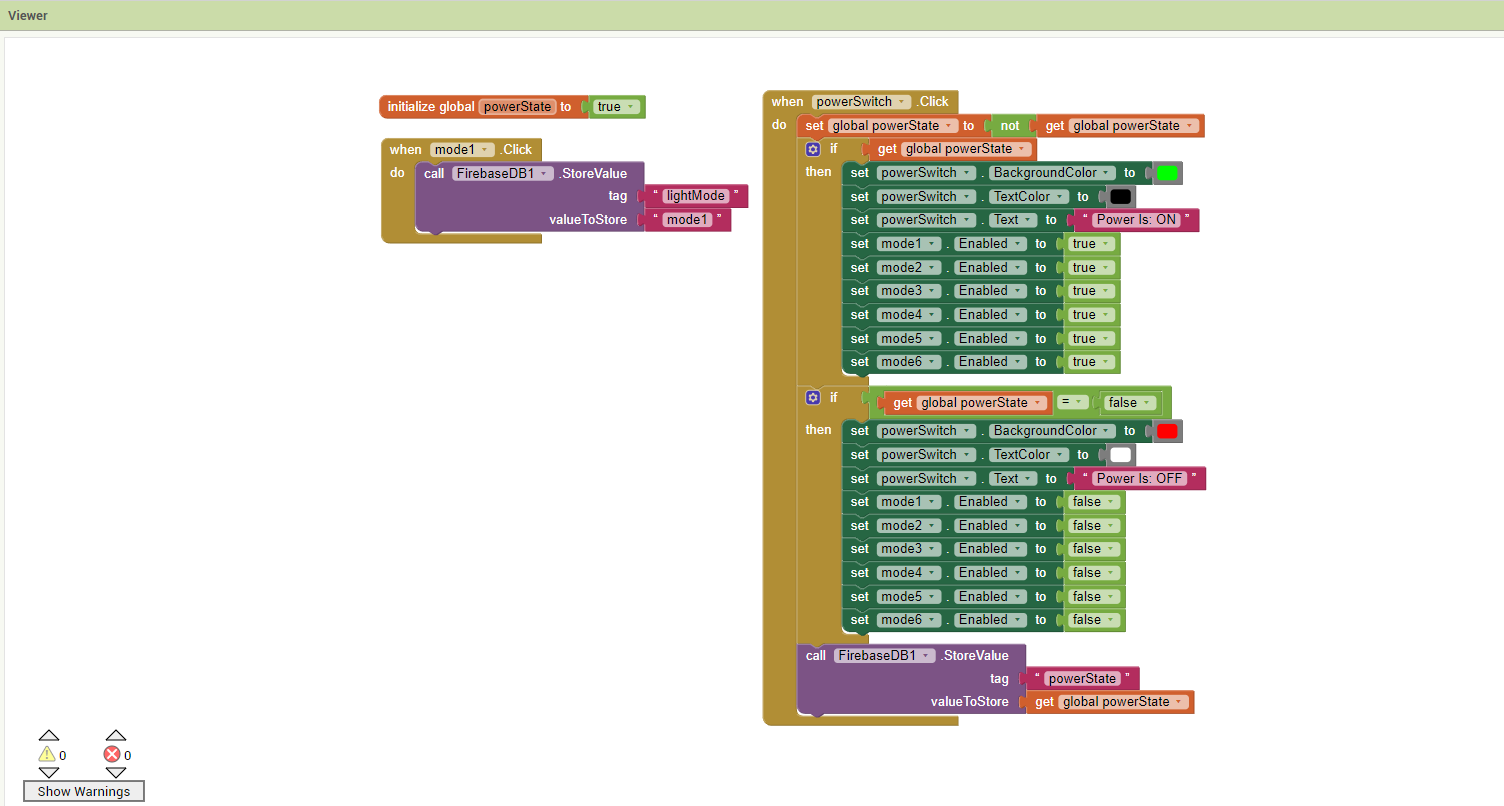 Viewer
initialize global powerState to true
when mode1 .Click
do call FirebaseDB1 .StoreValue
tag " lightMode "
valueToStore " mode1 "
when powerSwitch .Click
do set global powerState to not get global powerState
if get global powerState
then set powerSwitch . BackgroundColor to
set powerSwitch . TextColor to
set powerSwitch . Text to " Power Is: ON "
set mode1 . Enabled to true
set mode2 . Enabled to true
set mode3 . Enabled to true
set mode4 . Enabled to true
set mode5 . Enabled to true
set mode6 . Enabled to true
if get global powerState = false
then set powerSwitch . BackgroundColor to
set powerSwitch . TextColor to
set powerSwitch . Text to " Power Is: OFF "
set mode1 . Enabled to false
set mode2 . Enabled to false
set mode3 . Enabled to false
set mode4 . Enabled to false
set mode5 . Enabled to false
set mode6 . Enabled to false
call FirebaseDB1 .StoreValue
tag " powerState "
valueToStore get global powerState
0 0
Show Warnings